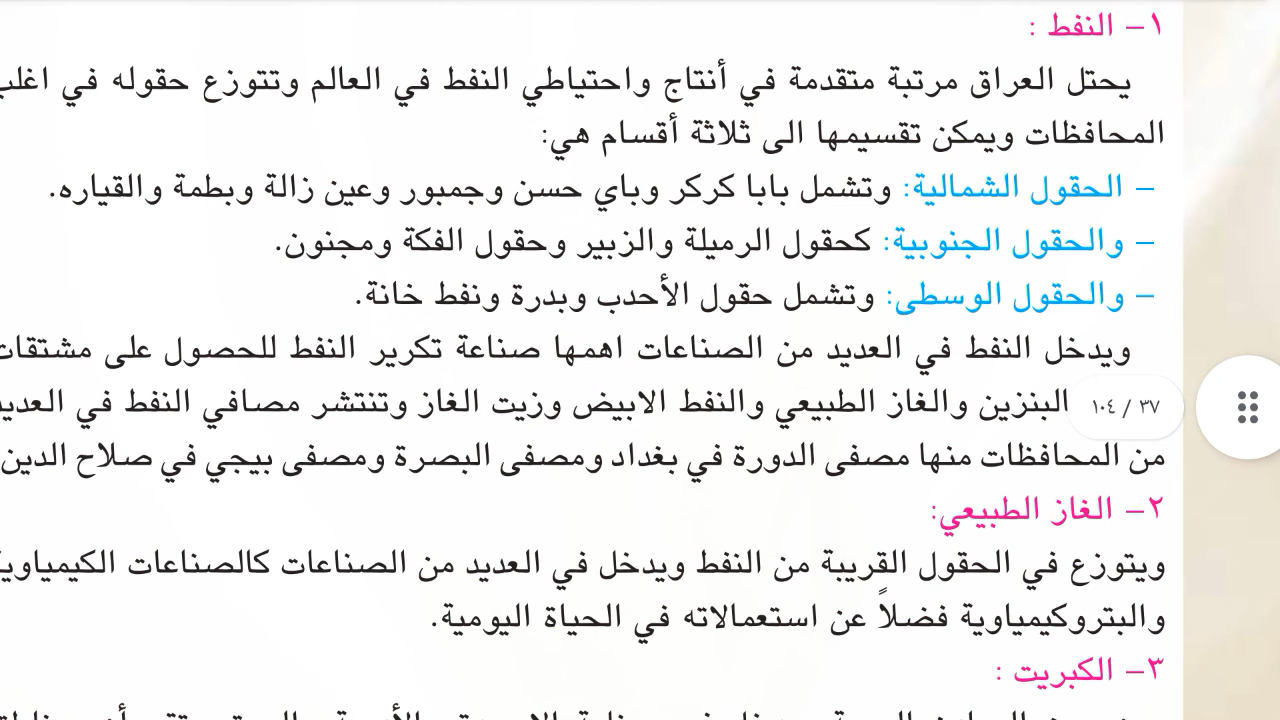 ١– النفط :
يحتل العراق مرتبة متقدمة في أنتاج واحتياطي النفط في العالم وتتوزع حقوله في اغلب
المحافظات ويمكن تقسيمها الى ثلاثة أقسام هي:
– الحقول الشمالية: وتشمل بابا كركر وباي حسن وجمبور وعين زالة وبطمة والقياره.
– والحقول الجنوبية: كحقول الرميلة والزبير وحقول الفكة ومجنون.
– والحقول الوسطى: وتشمل حقول الأحدب وبدرة ونفط خانة.
ويدخل النفط في العديد من الصناعات اهمها صناعة تكرير النفط للحصول على مشتقات
البنزين والغاز الطبيعي والنفط الابيض وزيت الغاز وتنتشر مصافي النفط في العديد
٣٧ / ١٠٤
من المحافظات منها مصفى الدورة في بغداد ومصفى البصرة ومصفى بيجي في صلاح الدين
٢– الغاز الطبيعي:
ويتوزع في الحقول القريبة من النفط ويدخل في العديد من الصناعات كالصناعات الكيمياوية
والبتروكيمياوية فضلاً عن استعمالاته في الحياة اليومية.
٣– الكبريت :